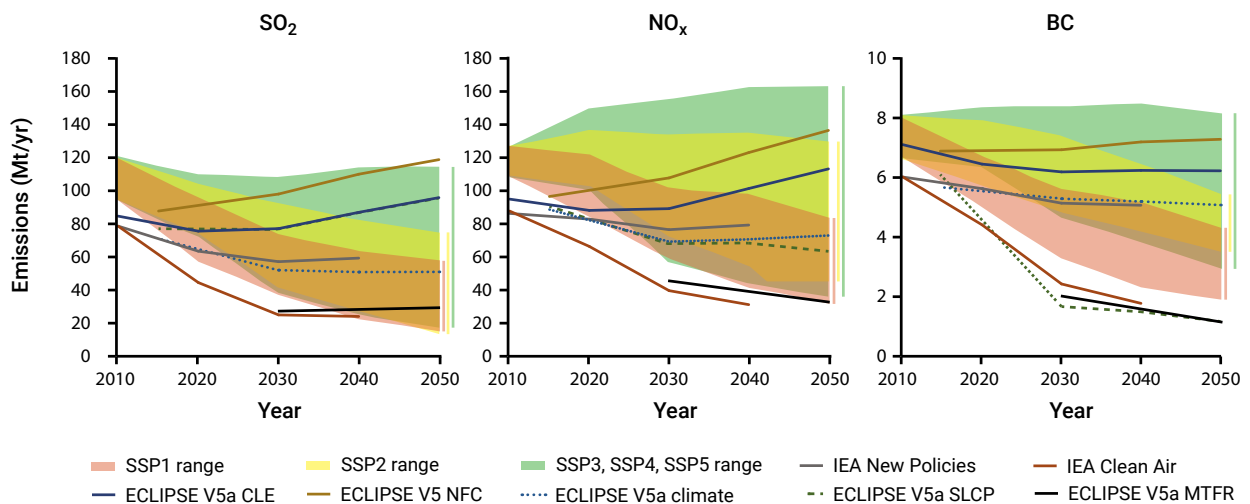 SO2
NOx
BC
Emissions (Mt/yr)
180
160
140
120
100
80
60
40
20
0
2010 2020 2030 2040 2050
Year
180
160
140
120
100
80
60
40
20
0
2010 2020 2030 2040 2050
Year
10
8
6
4
2
0
2010 2020 2030 2040 2050
Year
SSP1 range SSP2 range SSP3, SSP4, SSP5 range IEA New Policies IEA Clean Air
ECLIPSE V5a CLE ECLIPSE V5 NFC ECLIPSE V5a climate ECLIPSE V5a SLCP ECLIPSE V5a MTFR